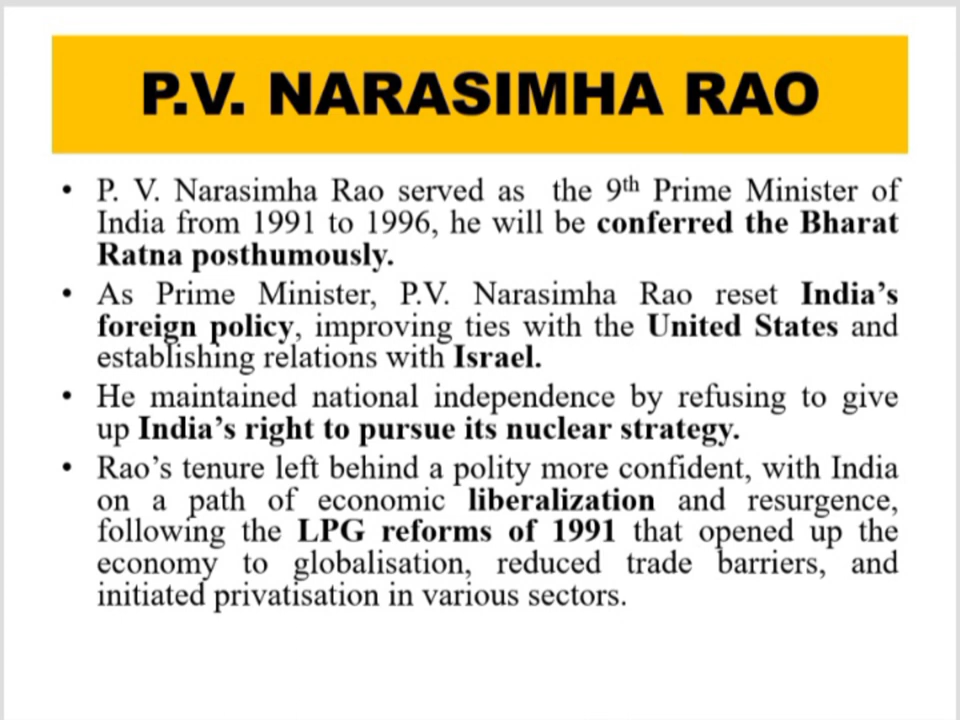 P.V. NARASIMHA RAO
• P. V. Narasimha Rao served as the 9th Prime Minister of
India from 1991 to 1996, he will be conferred the Bharat
Ratna posthumously.
• As Prime Minister, P.V. Narasimha Rao reset India's
foreign policy, improving ties with the United States and
establishing relations with Israel.
• He maintained national independence by refusing to give
up India's right to pursue its nuclear strategy.
• Rao's tenure left behind a polity more confident, with India
on a path of economic liberalization and resurgence,
following the LPG reforms of 1991 that opened up the
economy to globalisation, reduced trade barriers, and
initiated privatisation in various sectors.